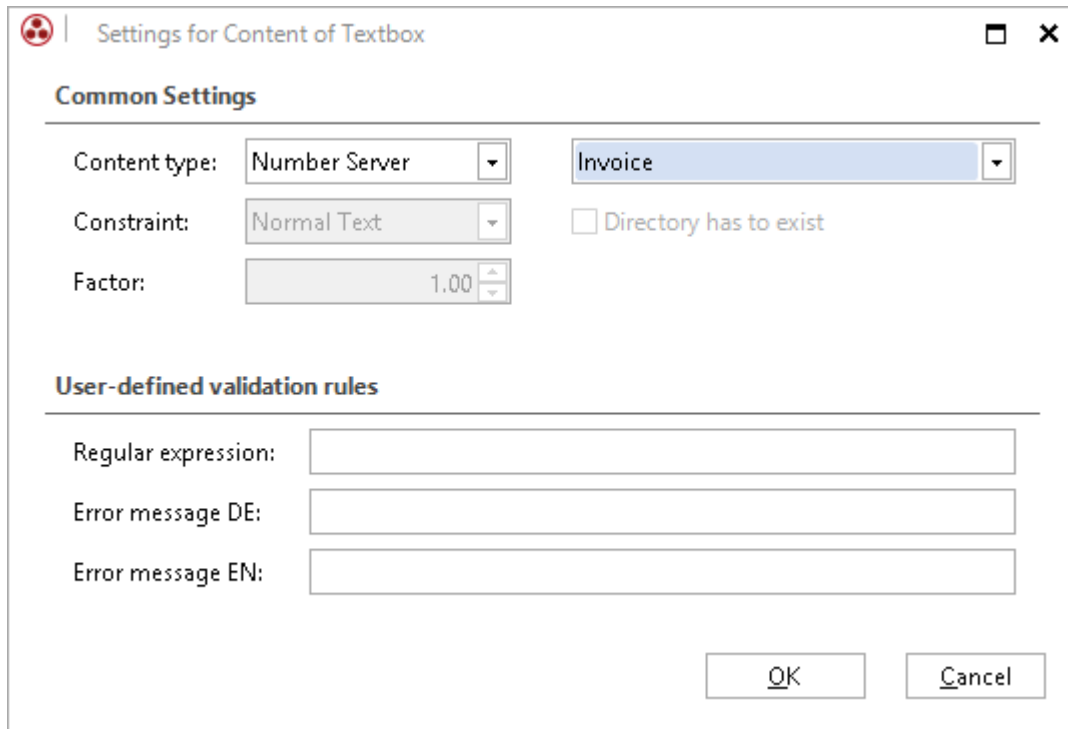 Settings for Content of Textbox
Common Settings
Content type: Number Server Invoice
Constraint: Normal Text Directory has to exist
Factor: 1.00
User-defined validation rules
Regular expression:
Error message DE:
Error message EN:
OK Cancel